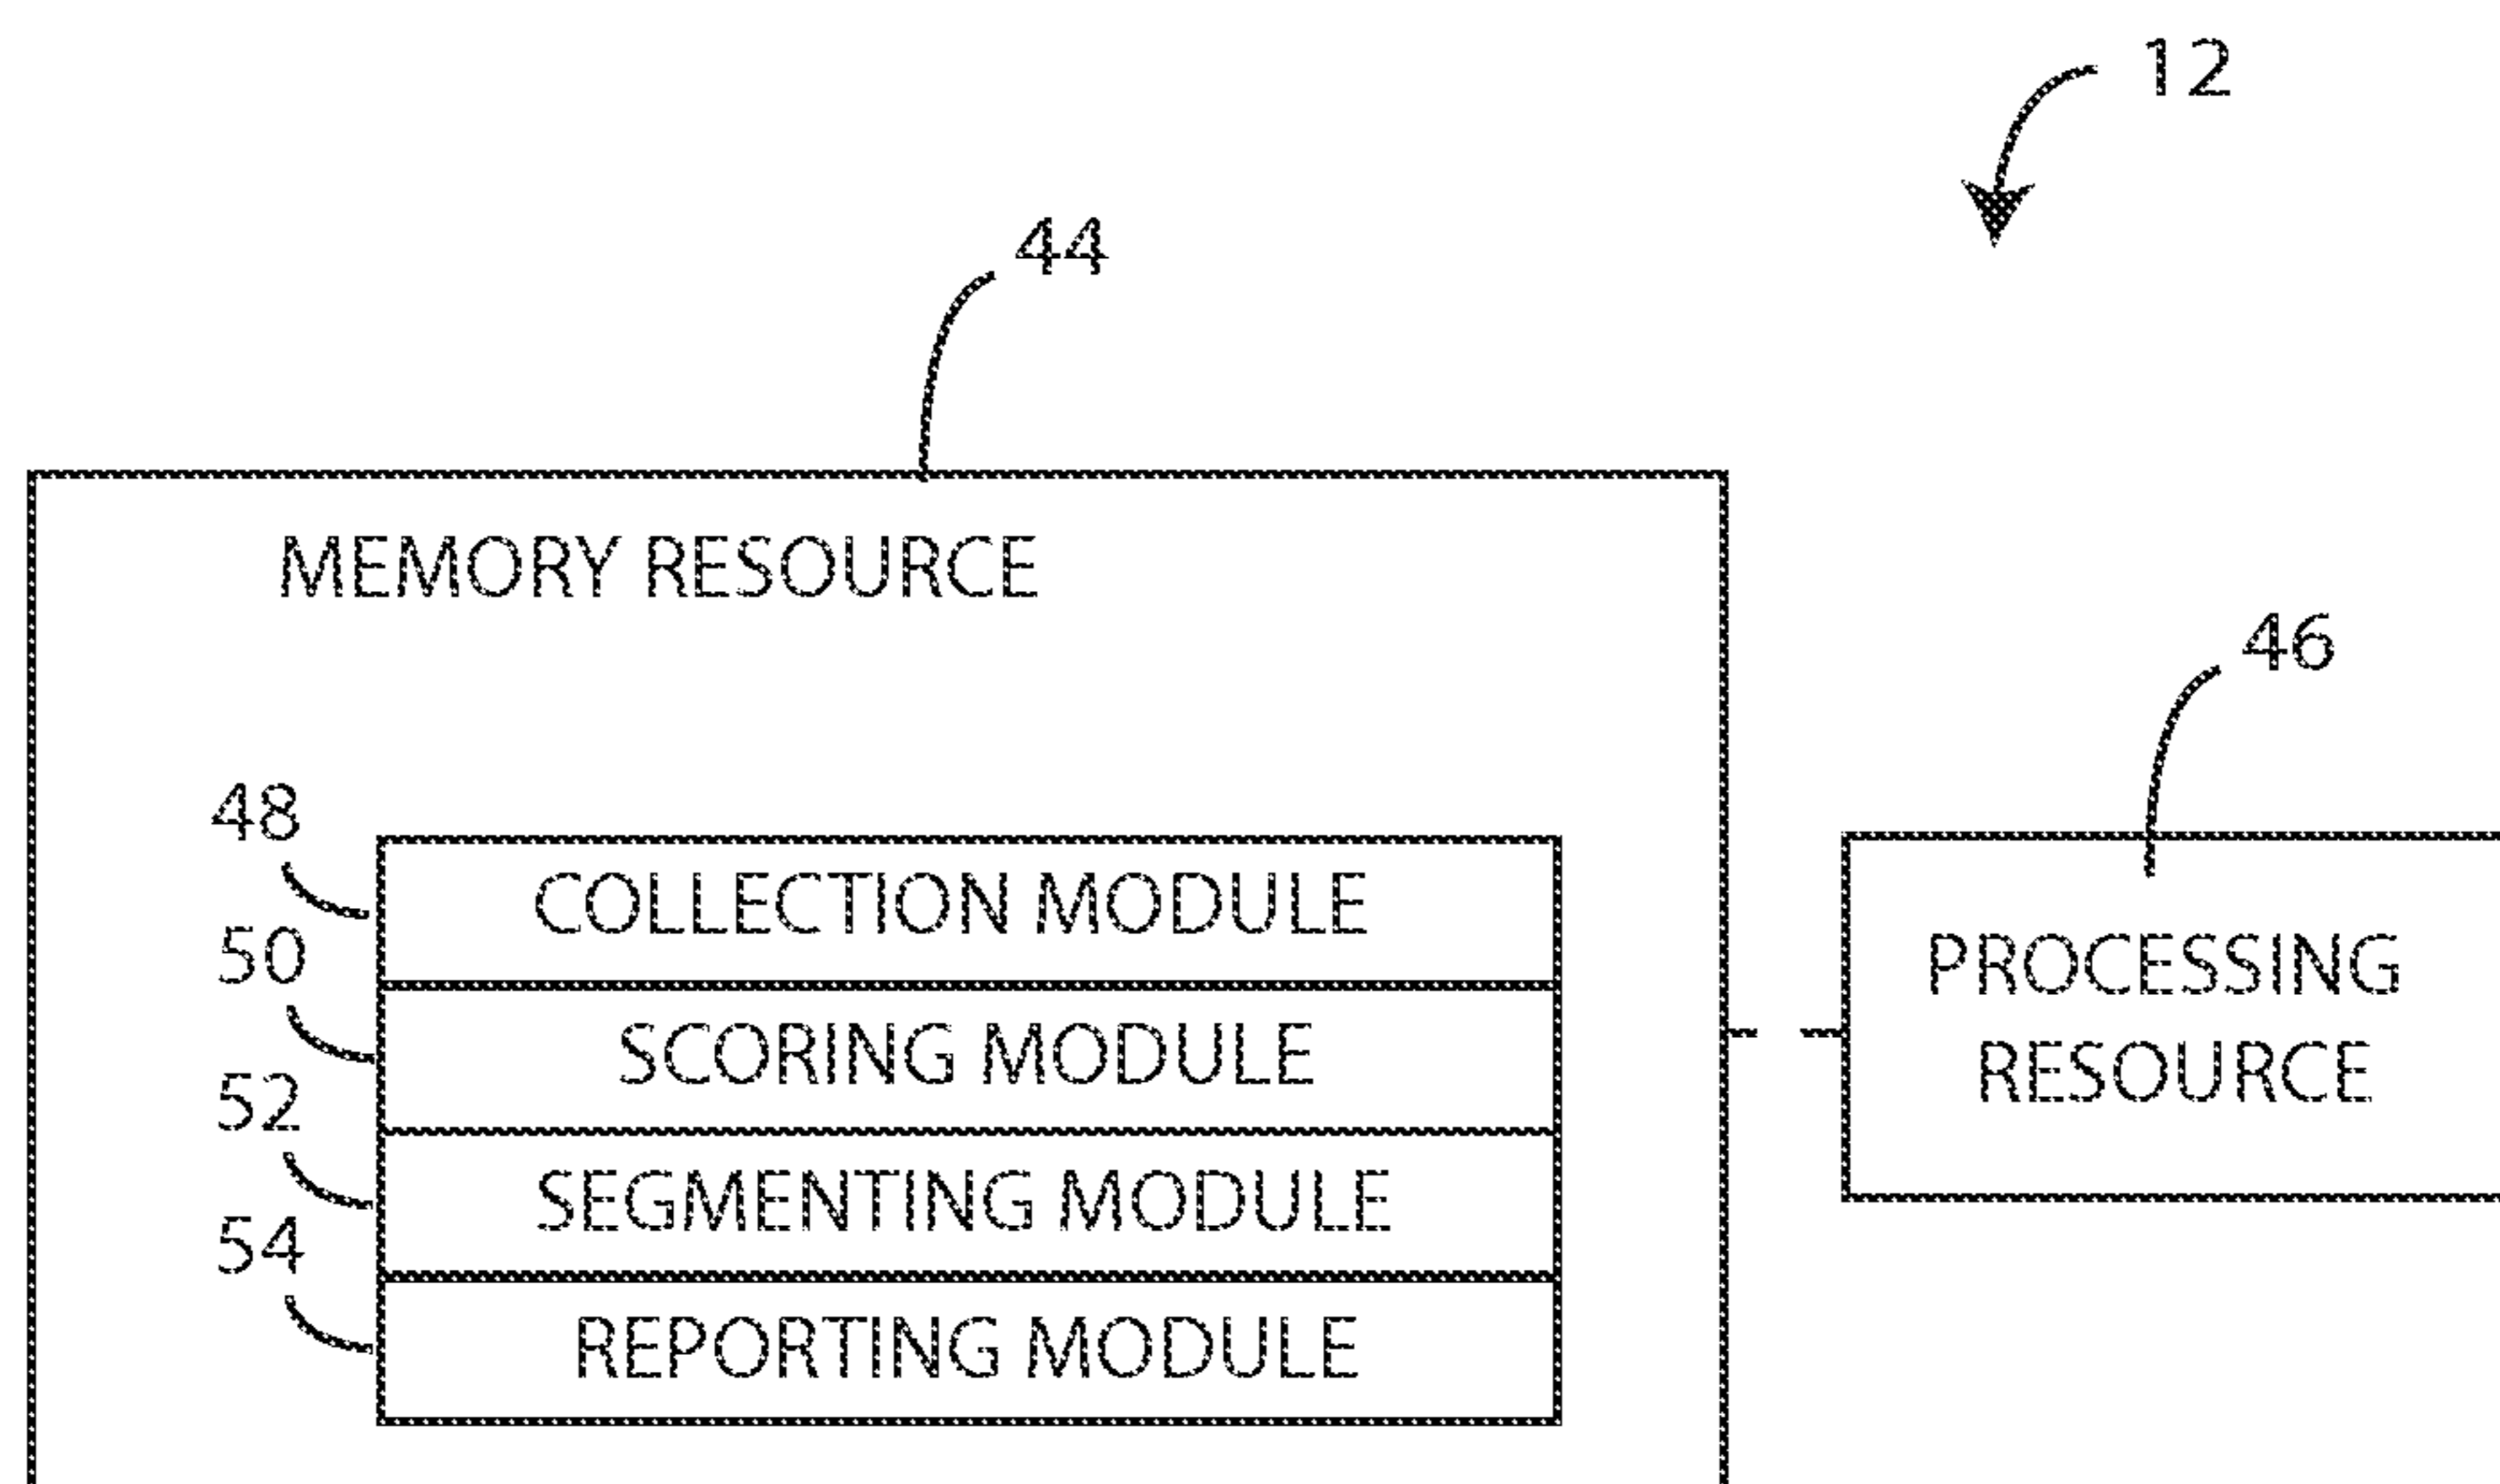 12
44
MEMORY RESOURCE
46
48
COLLECTION MODULE
50
SCORING MODULE
52
SEGMENTING MODULE
54
REPORTING MODULE
PROCESSING
RESOURCE